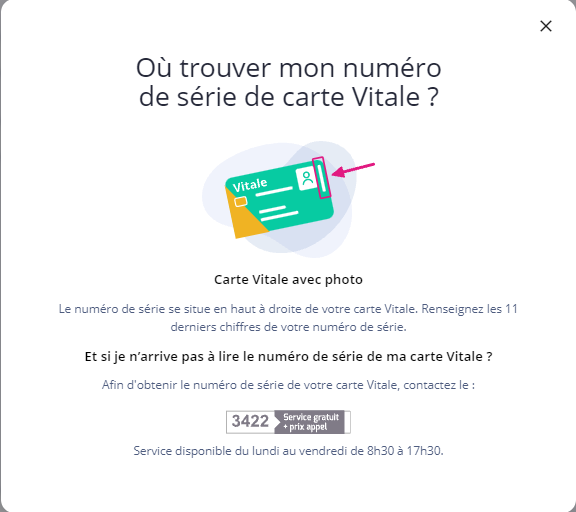 Où trouver mon numéro
de série de carte Vitale ?
Vitale
Carte Vitale avec photo
Le numéro de série se situe en haut à droite de votre carte Vitale. Renseignez les 11
derniers chiffres de votre numéro de série.
Et si je n’arrive pas à lire le numéro de série de ma carte Vitale ?
Afin d'obtenir le numéro de série de votre carte Vitale, contactez le :
3422 Service gratuit
+ prix appel
Service disponible du lundi au vendredi de 8h30 à 17h30.